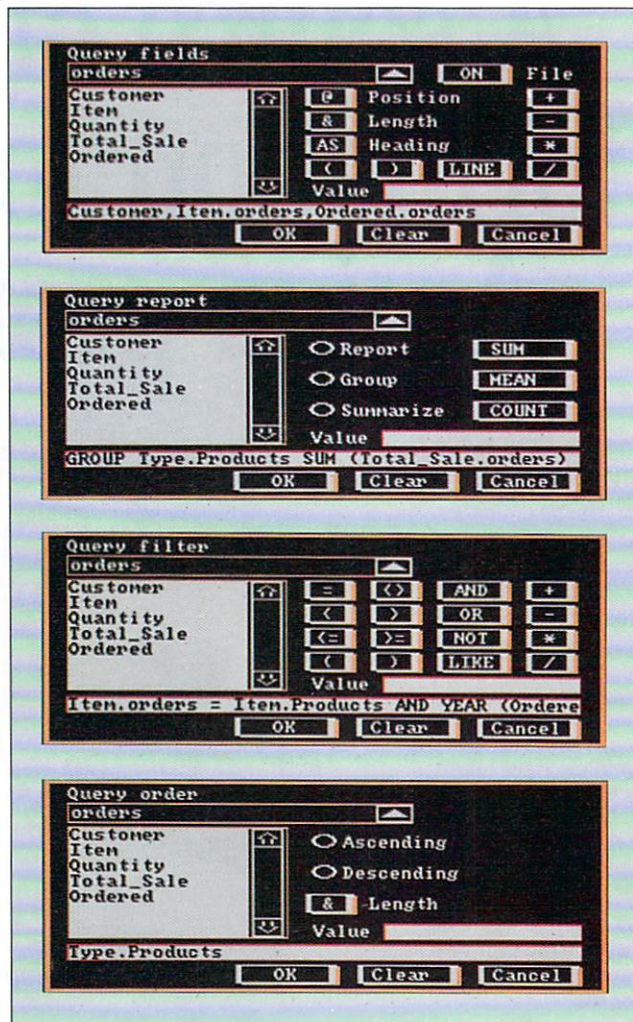 Query fields
orders ON File
Customer @ Position +
Item & Length -
Quantity AS Heading *
Total_Sale ( ) LINE /
Ordered
Value
Customer,Item.orders,Ordered.orders
OK Clear Cancel
Query report
orders
Customer Report SUM
Item
Quantity Group MEAN
Total_Sale
Ordered Summarize COUNT
Value
GROUP Type.Products SUM (Total_Sale.orders)
OK Clear Cancel
Query filter
orders
Customer = <> AND +
Item
Quantity < > OR -
Total_Sale <= >= NOT *
Ordered ( ) LIKE /
Value
Item.orders = Item.Products AND YEAR (Ordere
OK Clear Cancel
Query order
orders
Customer Ascending
Item
Quantity Descending
Total_Sale
Ordered & Length
Value
Type.Products
OK Clear Cancel